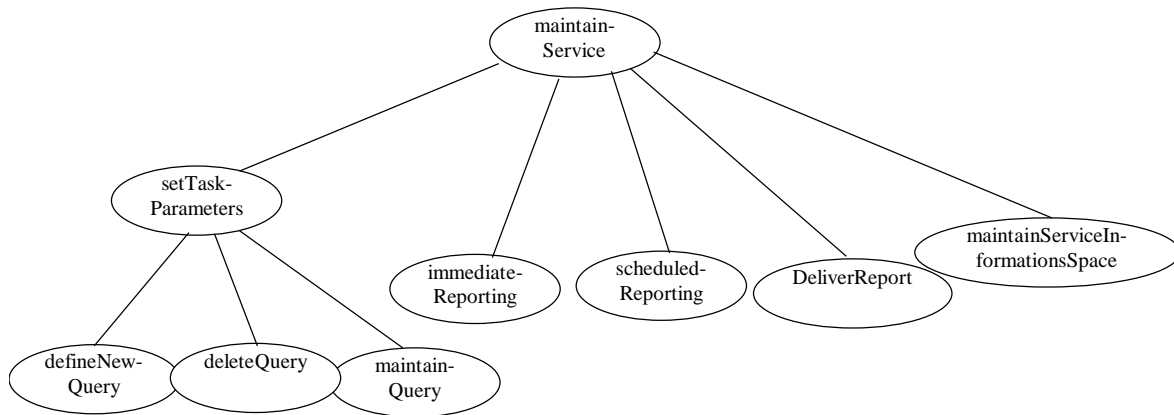 maintain-
Service
setTask-
Parameters
immediate-
Reporting
scheduled-
Reporting
DeliverReport
maintainServiceIn-
formationsSpace
defineNew-
Query
deleteQuery
maintain-
Query